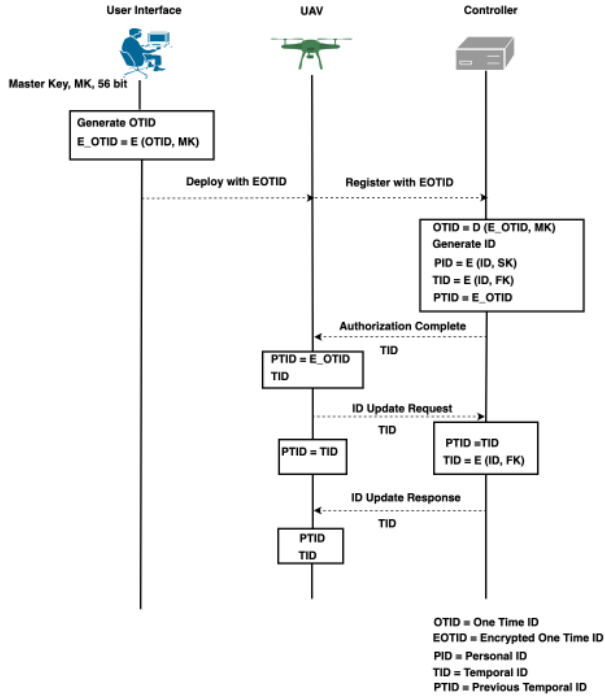 User Interface
UAV
Controller
Master Key, MK, 56 bit
Generate OTID
E_OTID = E (OTID, MK)
Deploy with EOTID
Register with EOTID
OTID = D (E_OTID, MK)
Generate ID
PID = E (ID, SK)
TID = E (ID, FK)
PTID = E_OTID
Authorization Complete
TID
PTID = E_OTID
TID
ID Update Request
TID
PTID = TID
PTID =TID
TID = E (ID, FK)
ID Update Response
TID
PTID
TID
OTID = One Time ID
EOTID = Encrypted One Time ID
PID = Personal ID
TID = Temporal ID
PTID = Previous Temporal ID